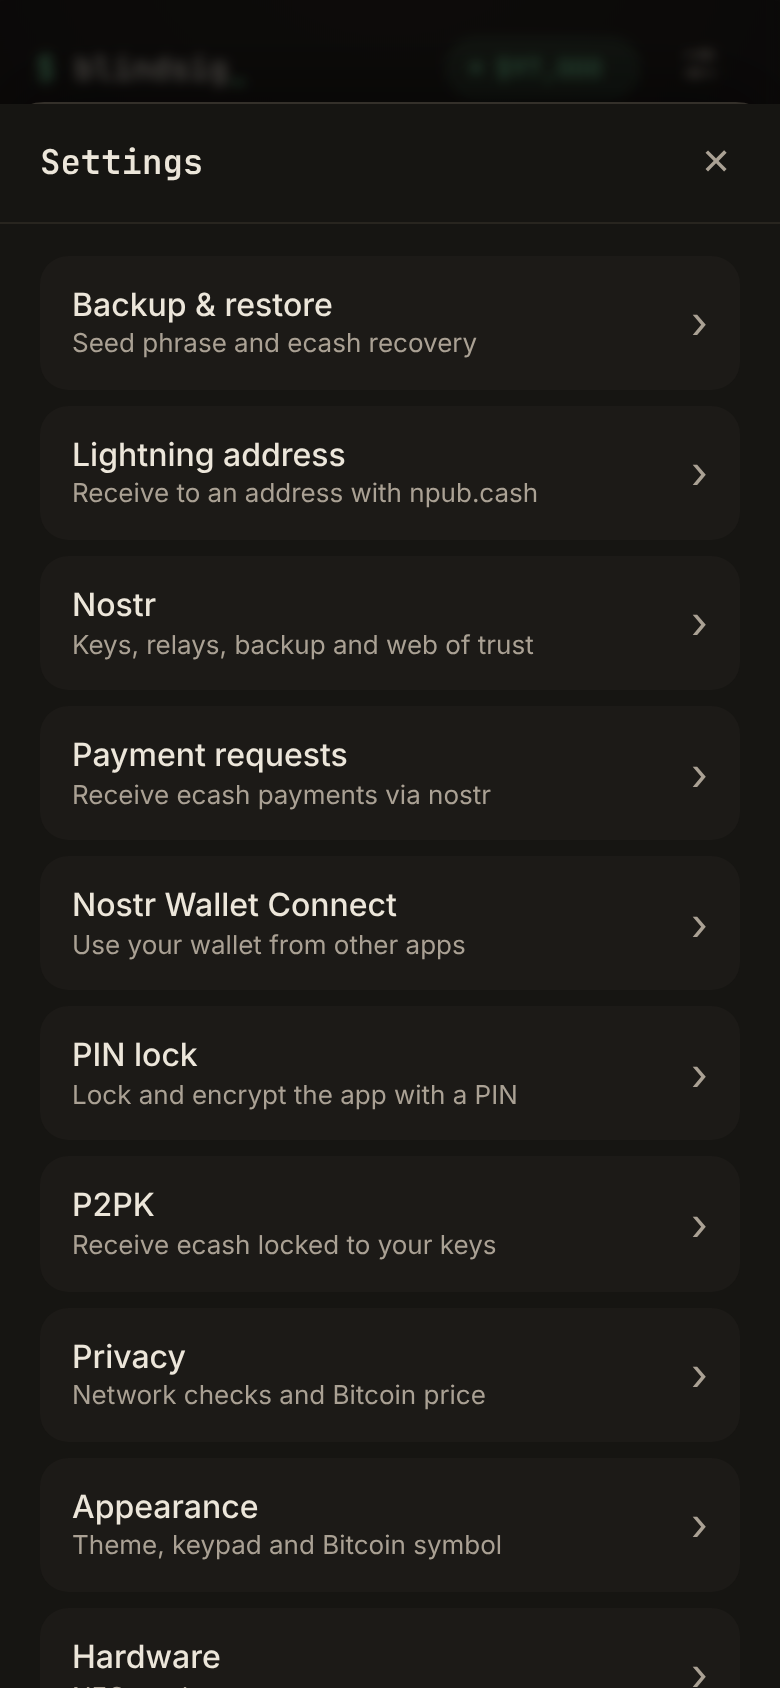 blindsig_
Settings
Backup & restore
Seed phrase and ecash recovery
Lightning address
Receive to an address with npub.cash
Nostr
Keys, relays, backup and web of trust
Payment requests
Receive ecash payments via nostr
Nostr Wallet Connect
Use your wallet from other apps
PIN lock
Lock and encrypt the app with a PIN
P2PK
Receive ecash locked to your keys
Privacy
Network checks and Bitcoin price
Appearance
Theme, keypad and Bitcoin symbol
Hardware